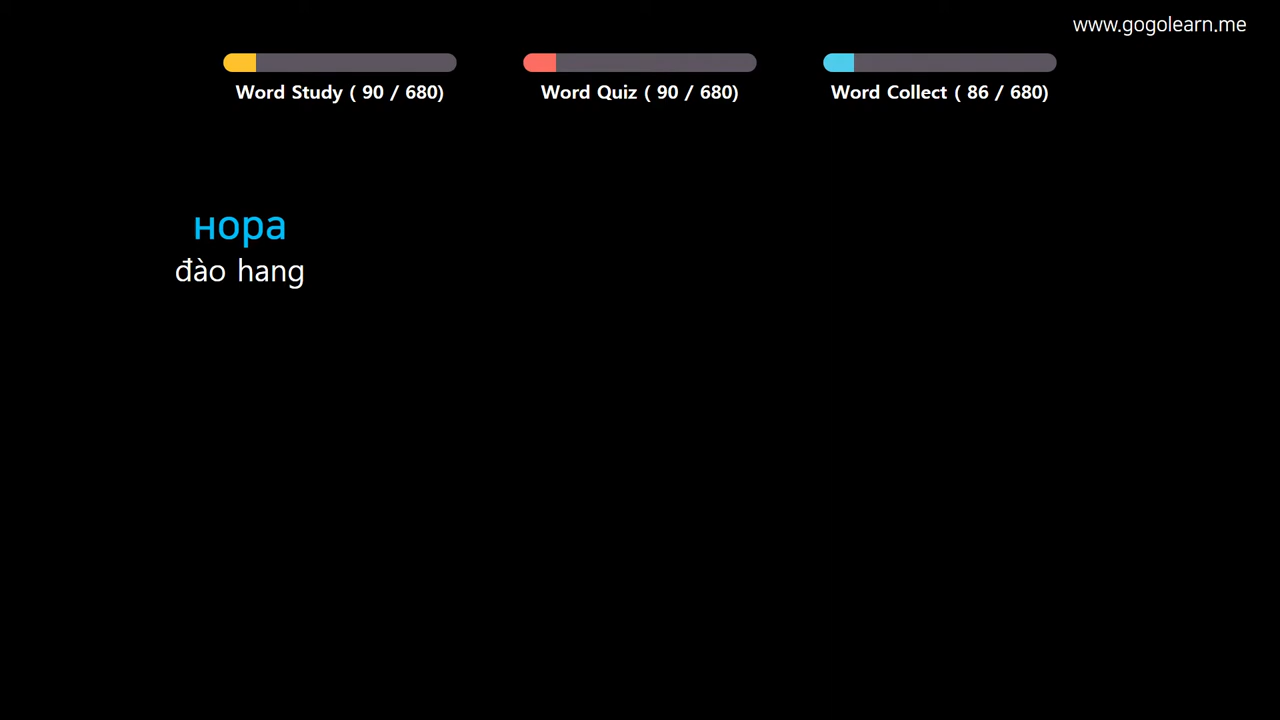 www.gogolearn.me
Word Study ( 90 / 680)
Word Quiz ( 90 / 680)
Word Collect ( 86 / 680)
нора
đào hang